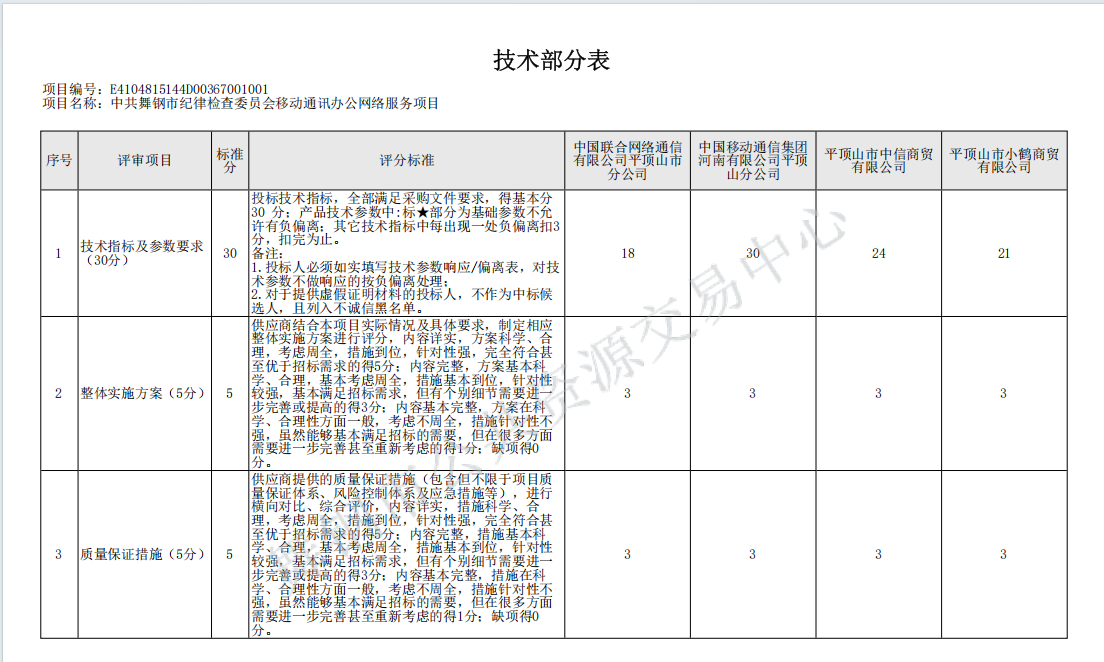 技术部分表
项目编号：E4104815144D00367001001
项目名称：中共舞钢市纪律检查委员会移动通讯办公网络服务项目
序号
评审项目
标准
分
评分标准
中国联合网络通信
有限公司平顶山市
分公司
中国移动通信集团
河南有限公司平顶
山分公司
平顶山市中信商贸
有限公司
平顶山市小鹤商贸
有限公司
1
技术指标及参数要求
（30分）
30
投标技术指标，全部满足采购文件要求，得基本分
30 分；产品技术参数中:标★部分为基础参数不允
许有负偏离；其它技术指标中每出现一处负偏离扣3
分，扣完为止。
备注：
1.投标人必须如实填写技术参数响应/偏离表，对技
术参数不做响应的按负偏离处理；
2.对于提供虚假证明材料的投标人，不作为中标候
选人，且列入不诚信黑名单。
18
30
24
21
2
整体实施方案（5分）
5
供应商结合本项目实际情况及具体要求，制定相应
整体实施方案进行评分，内容详实，方案科学、合
理，考虑周全，措施到位，针对性强，完全符合甚
至优于招标需求的得5分；内容完整，方案基本科
学、合理，基本考虑周全，措施基本到位，针对性
较强，基本满足招标需求，但有个别细节需要进一
步完善或提高的得3分；内容基本完整，方案在科
学、合理性方面一般，考虑不周全，措施针对性不
强，虽然能够基本满足招标的需要，但在很多方面
需要进一步完善甚至重新考虑的得1分；缺项得0
分。
3
3
3
3
3
质量保证措施（5分）
5
供应商提供的质量保证措施（包含但不限于项目质
量保证体系、风险控制体系及应急措施等），进行
横向对比、综合评价，内容详实，措施科学、合
理，考虑周全，措施到位，针对性强，完全符合甚
至优于招标需求的得5分；内容完整，措施基本科
学、合理，基本考虑周全，措施基本到位，针对性
较强，基本满足招标需求，但有个别细节需要进一
步完善或提高的得3分；内容基本完整，措施在科
学、合理性方面一般，考虑不周全，措施针对性不
强，虽然能够基本满足招标的需要，但在很多方面
需要进一步完善甚至重新考虑的得1分；缺项得0
分。
3
3
3
3
资源交易中心